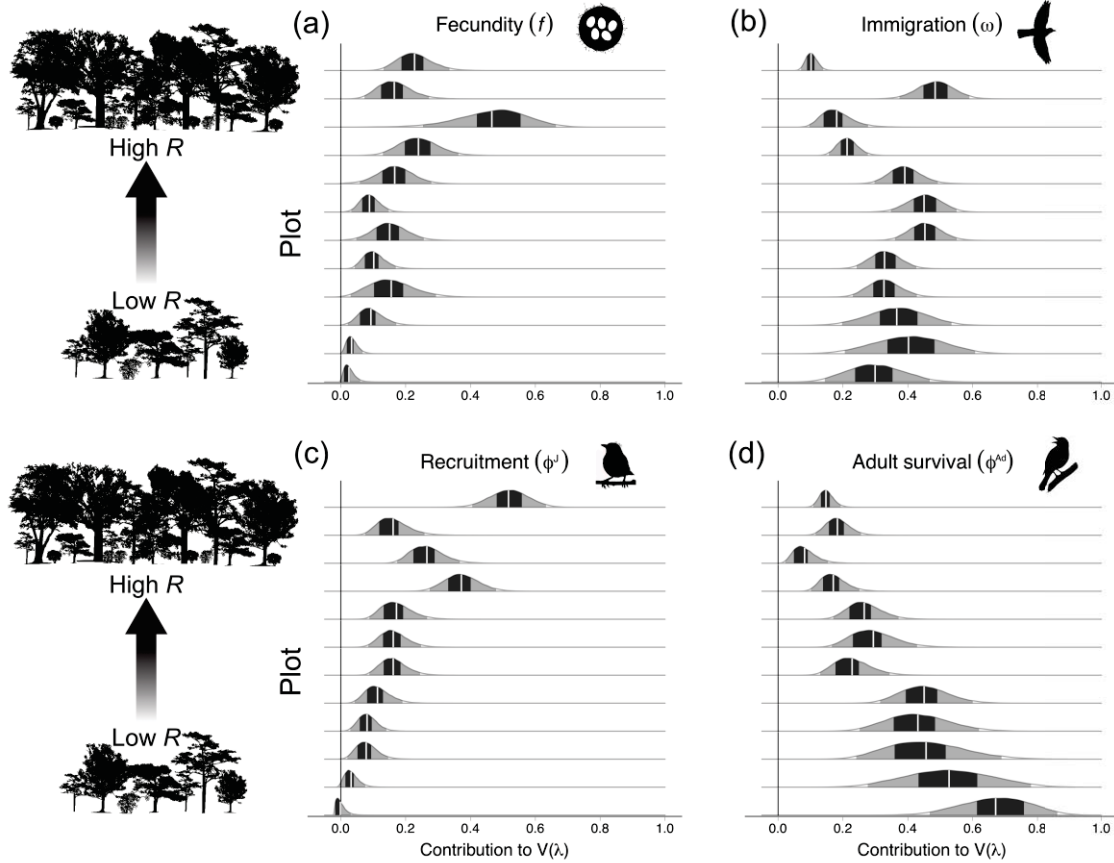 (a) Fecundity (f)
(b) Immigration (ω)
High R
Plot
Low R
0.0 0.2 0.4 0.6 0.8 1.0
0.0 0.2 0.4 0.6 0.8 1.0
(c) Recruitment (ϕᴶ)
(d) Adult survival (ϕᴬᵈ)
High R
Plot
Low R
0.0 0.2 0.4 0.6 0.8 1.0
0.0 0.2 0.4 0.6 0.8 1.0
Contribution to V(λ)
Contribution to V(λ)